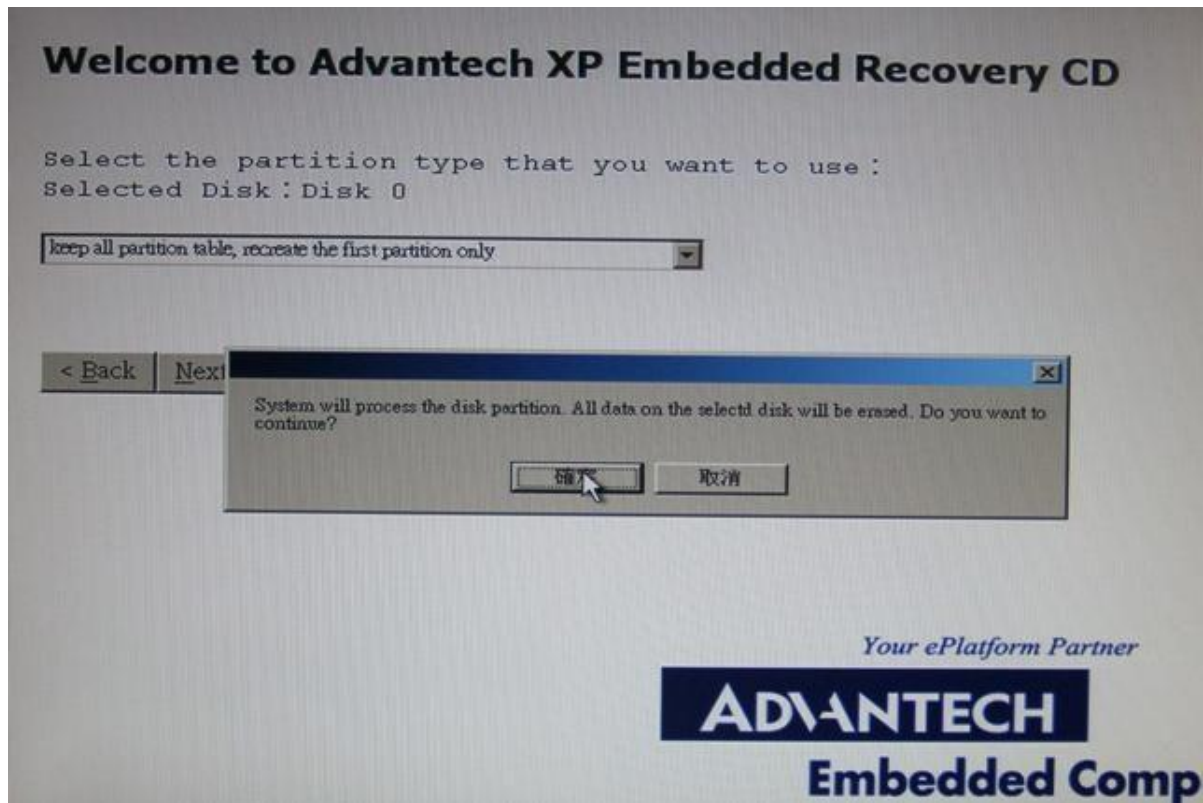 Welcome to Advantech XP Embedded Recovery CD
Select the partition type that you want to use :
Selected Disk : Disk 0
keep all partition table, recreate the first partition only
< Back
Next
System will process the disk partition. All data on the selectd disk will be erased. Do you want to
continue?
取消
Your ePlatform Partner
ADVANTECH
Embedded Comp